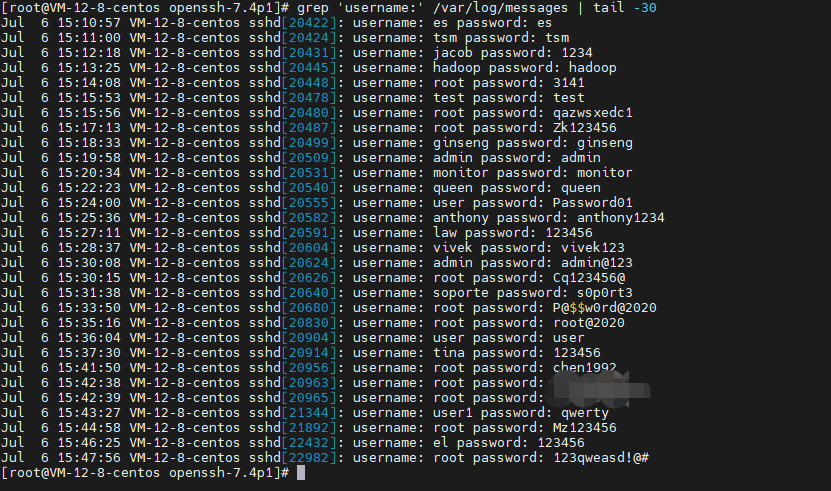 [root@VM-12-8-centos openssh-7.4p1]# grep 'username:' /var/log/messages | tail -30
Jul  6 15:10:57 VM-12-8-centos sshd[20422]: username: es password: es
Jul  6 15:11:00 VM-12-8-centos sshd[20424]: username: tsm password: tsm
Jul  6 15:12:18 VM-12-8-centos sshd[20431]: username: jacob password: 1234
Jul  6 15:13:25 VM-12-8-centos sshd[20445]: username: hadoop password: hadoop
Jul  6 15:14:08 VM-12-8-centos sshd[20448]: username: root password: 3141
Jul  6 15:15:53 VM-12-8-centos sshd[20478]: username: test password: test
Jul  6 15:15:56 VM-12-8-centos sshd[20480]: username: root password: qazwsxedc1
Jul  6 15:17:13 VM-12-8-centos sshd[20487]: username: root password: Zk123456
Jul  6 15:18:33 VM-12-8-centos sshd[20499]: username: ginseng password: ginseng
Jul  6 15:19:58 VM-12-8-centos sshd[20509]: username: admin password: admin
Jul  6 15:20:34 VM-12-8-centos sshd[20531]: username: monitor password: monitor
Jul  6 15:22:23 VM-12-8-centos sshd[20540]: username: queen password: queen
Jul  6 15:24:00 VM-12-8-centos sshd[20555]: username: user password: Password01
Jul  6 15:25:36 VM-12-8-centos sshd[20582]: username: anthony password: anthony1234
Jul  6 15:27:11 VM-12-8-centos sshd[20591]: username: law password: 123456
Jul  6 15:28:37 VM-12-8-centos sshd[20604]: username: vivek password: vivek123
Jul  6 15:30:08 VM-12-8-centos sshd[20624]: username: admin password: admin@123
Jul  6 15:30:15 VM-12-8-centos sshd[20626]: username: root password: Cq123456@
Jul  6 15:31:38 VM-12-8-centos sshd[20640]: username: soporte password: s0p0rt3
Jul  6 15:33:50 VM-12-8-centos sshd[20680]: username: root password: P@$$w0rd@2020
Jul  6 15:35:16 VM-12-8-centos sshd[20830]: username: root password: root@2020
Jul  6 15:36:04 VM-12-8-centos sshd[20904]: username: user password: user
Jul  6 15:37:30 VM-12-8-centos sshd[20914]: username: tina password: 123456
Jul  6 15:41:50 VM-12-8-centos sshd[20956]: username: root password: chen1992
Jul  6 15:42:38 VM-12-8-centos sshd[20963]: username: root password:
Jul  6 15:42:39 VM-12-8-centos sshd[20965]: username: root password:
Jul  6 15:43:27 VM-12-8-centos sshd[21344]: username: user1 password: qwerty
Jul  6 15:44:58 VM-12-8-centos sshd[21892]: username: root password: Mz123456
Jul  6 15:46:25 VM-12-8-centos sshd[22432]: username: el password: 123456
Jul  6 15:47:56 VM-12-8-centos sshd[22982]: username: root password: 123qweasd!@#
[root@VM-12-8-centos openssh-7.4p1]#